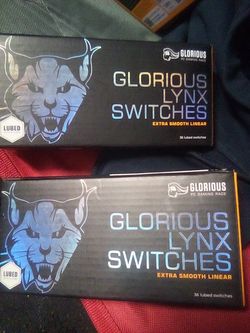 GLORIOUS
PC GAMING RACE
GLORIOUS
LYNX
SWITCHES
EXTRA SMOOTH LINEAR
LUBED
36 lubed switches
GLORIOUS
PC GAMING RACE
GLORIOUS
LYNX
SWITCHES
EXTRA SMOOTH LINEAR
LUBED
36 lubed switches